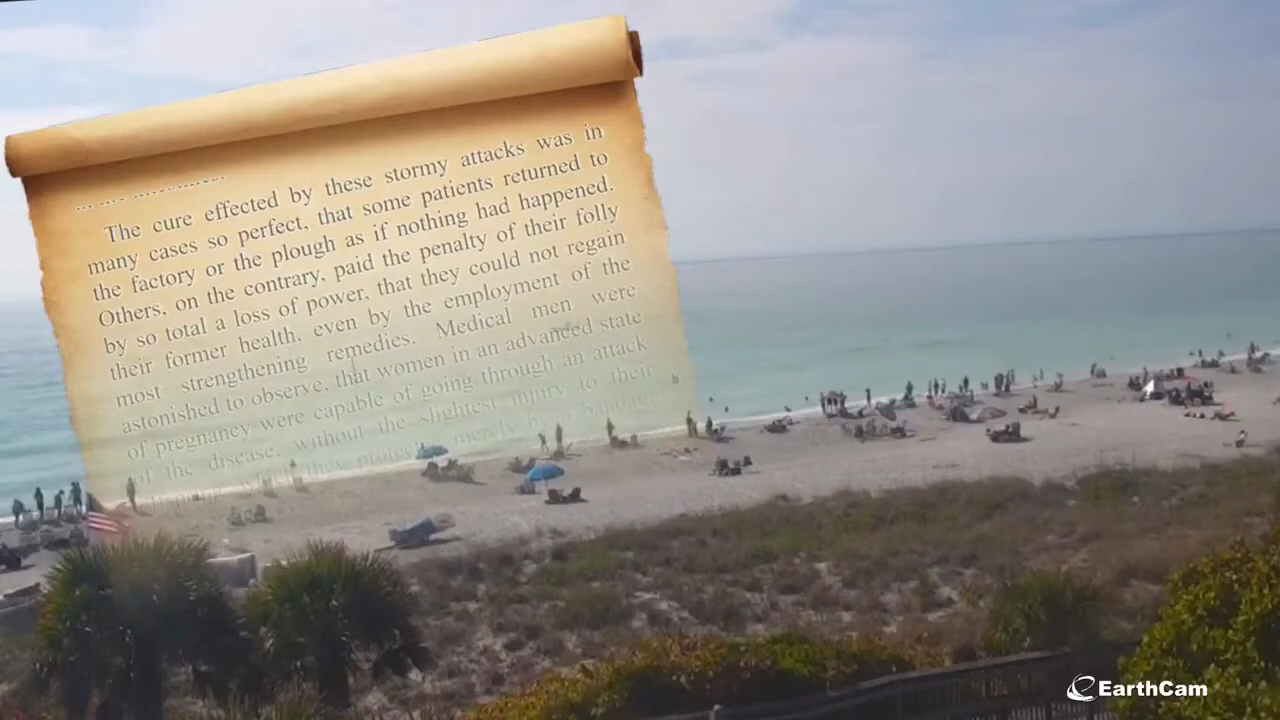 The cure effected by these stormy attacks was in
many cases so perfect, that some patients returned to
the factory or the plough as if nothing had happened.
Others, on the contrary, paid the penalty of their folly
by so total a loss of power, that they could not regain
their former health, even by the employment of the
most strengthening remedies. Medical men were
astonished to observe, that women in an advanced state
of pregnancy were capable of going through an attack
of the disease, without the slightest injury to their
merely by
EarthCam